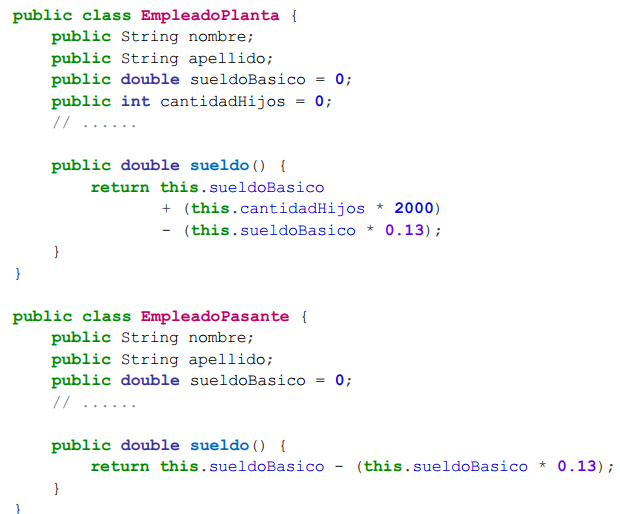 public class EmpleadoPlanta {
    public String nombre;
    public String apellido;
    public double sueldoBasico = 0;
    public int cantidadHijos = 0;
    // ......
    public double sueldo() {
        return this.sueldoBasico
                + (this.cantidadHijos * 2000)
                - (this.sueldoBasico * 0.13);
    }
}
public class EmpleadoPasante {
    public String nombre;
    public String apellido;
    public double sueldoBasico = 0;
    // ......
    public double sueldo() {
        return this.sueldoBasico - (this.sueldoBasico * 0.13);
    }
}